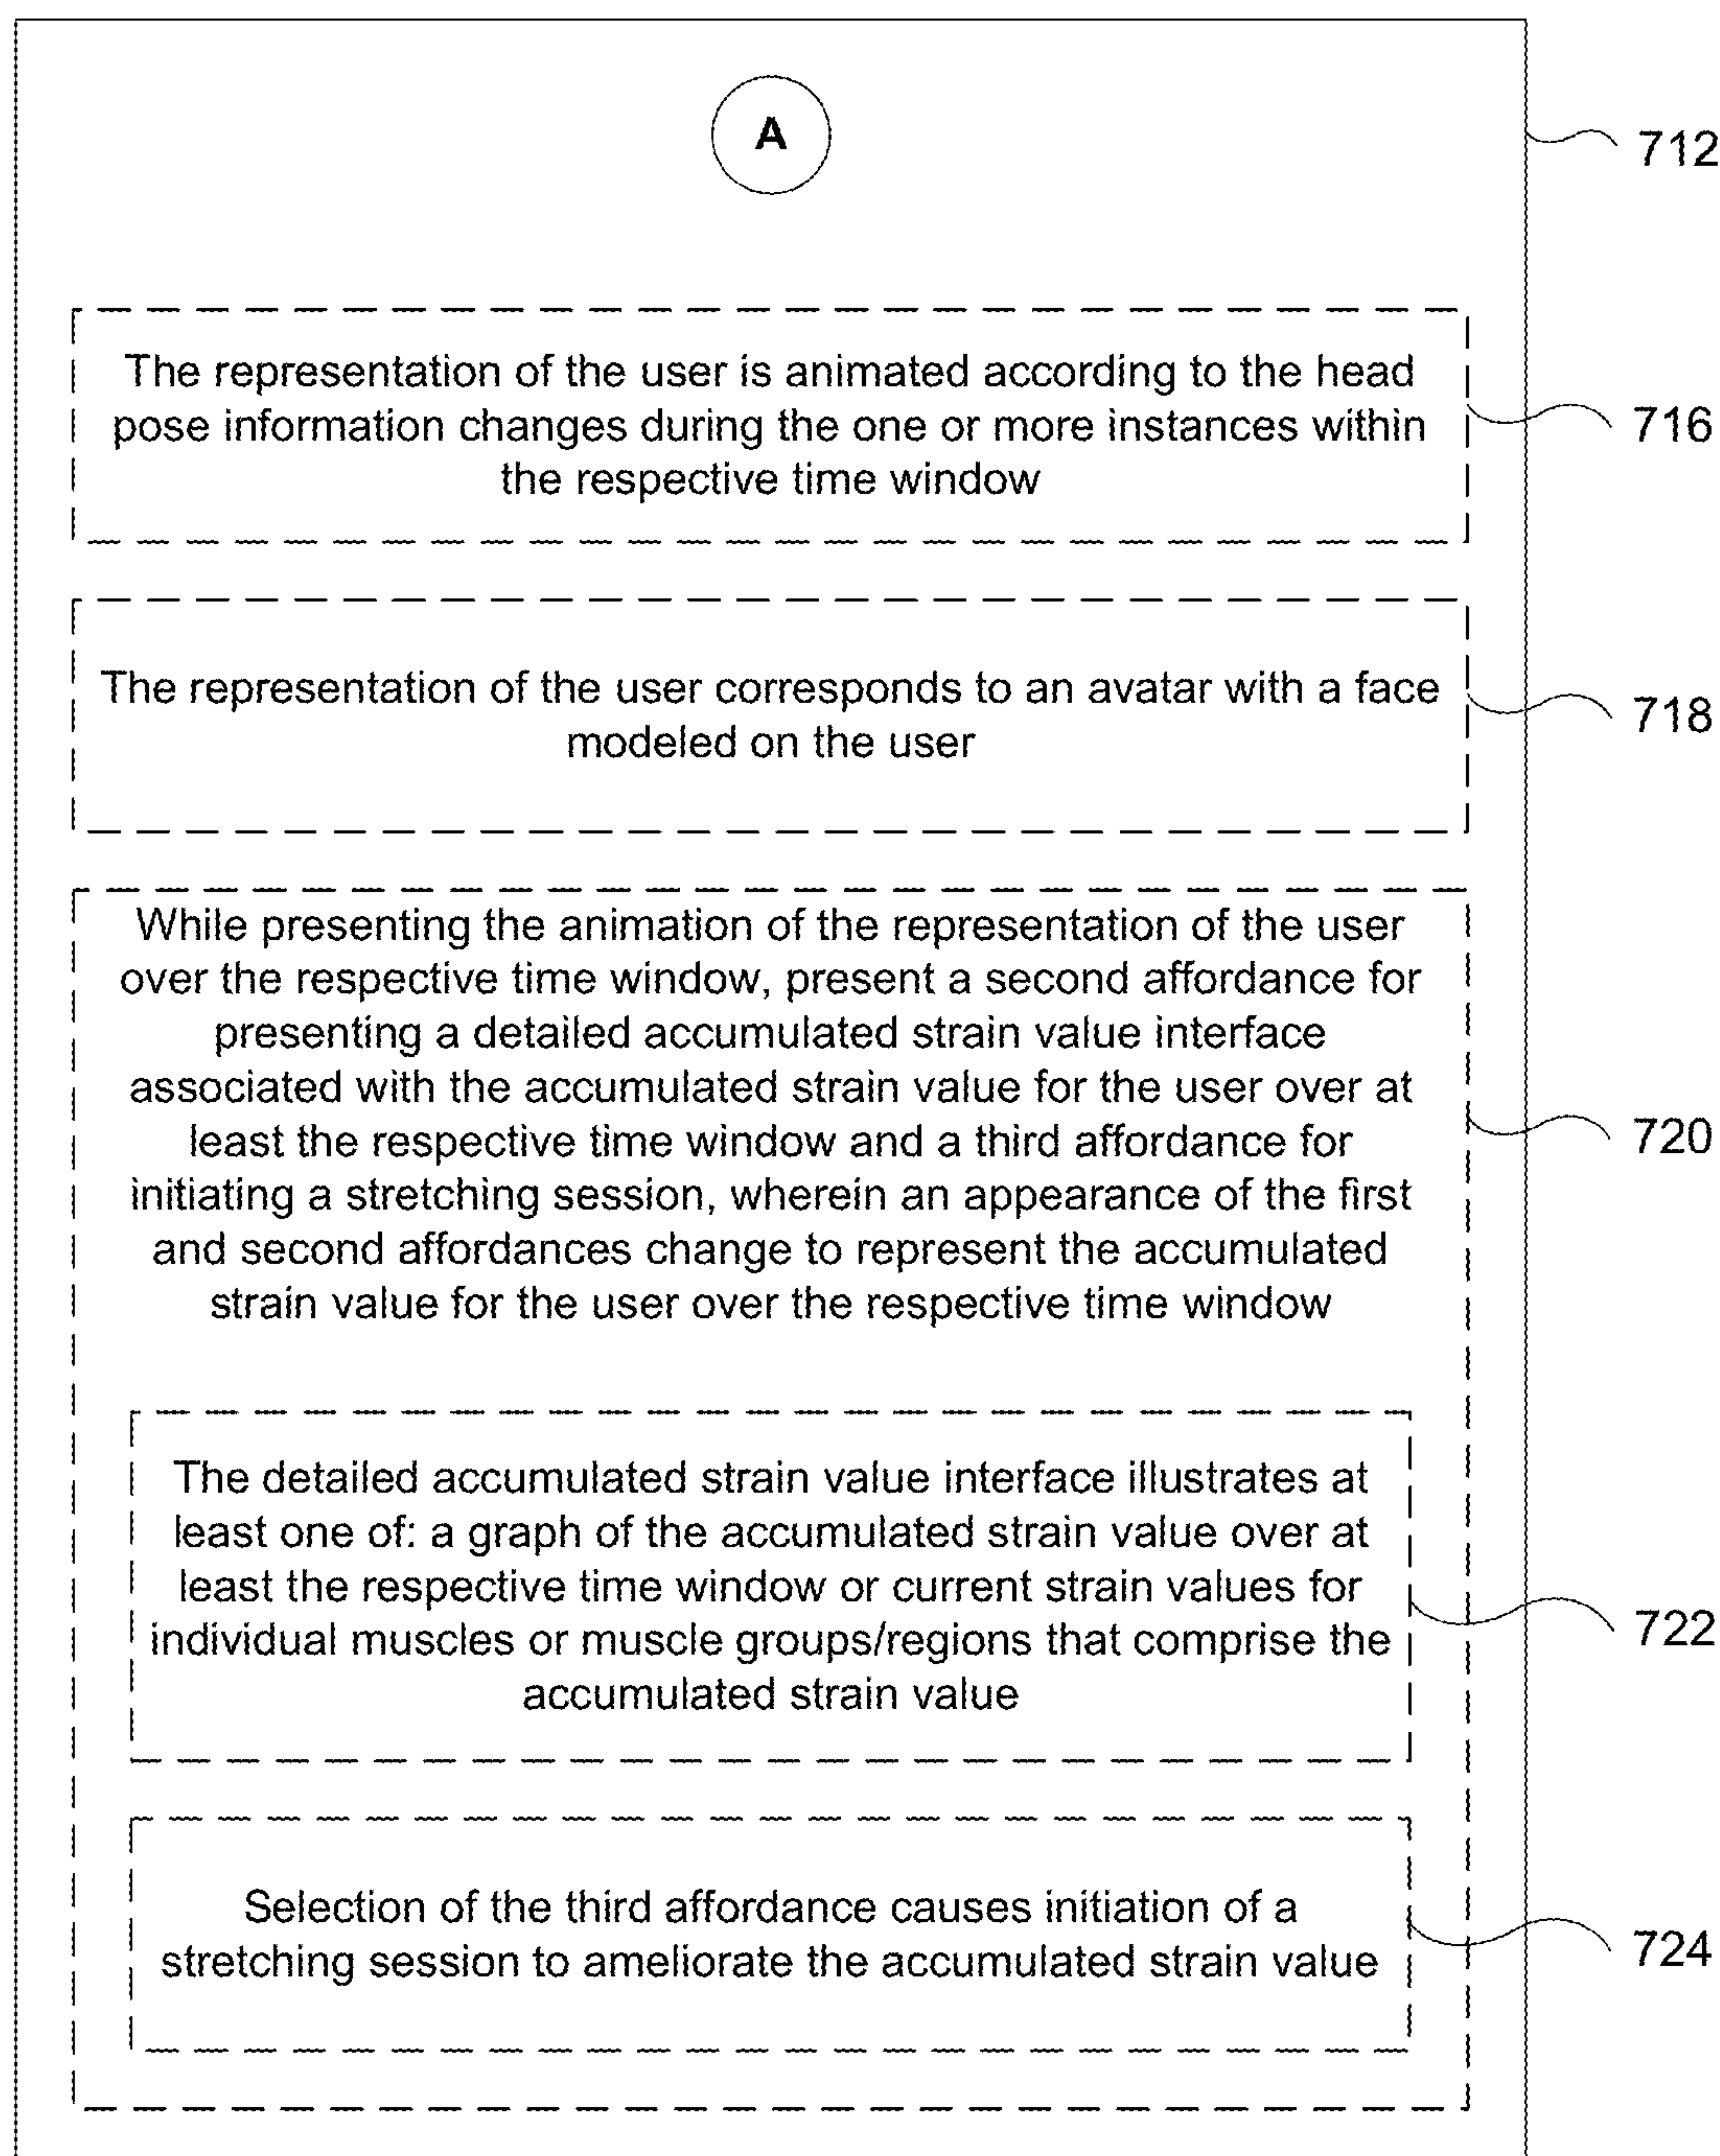 A
712
The representation of the user is animated according to the head
pose information changes during the one or more instances within
the respective time window
716
The representation of the user corresponds to an avatar with a face
modeled on the user
718
While presenting the animation of the representation of the user
over the respective time window, present a second affordance for
presenting a detailed accumulated strain value interface
associated with the accumulated strain value for the user over at
least the respective time window and a third affordance for
initiating a stretching session, wherein an appearance of the first
and second affordances change to represent the accumulated
strain value for the user over the respective time window
720
The detailed accumulated strain value interface illustrates at
least one of: a graph of the accumulated strain value over at
least the respective time window or current strain values for
individual muscles or muscle groups/regions that comprise the
accumulated strain value
722
Selection of the third affordance causes initiation of a
stretching session to ameliorate the accumulated strain value
724